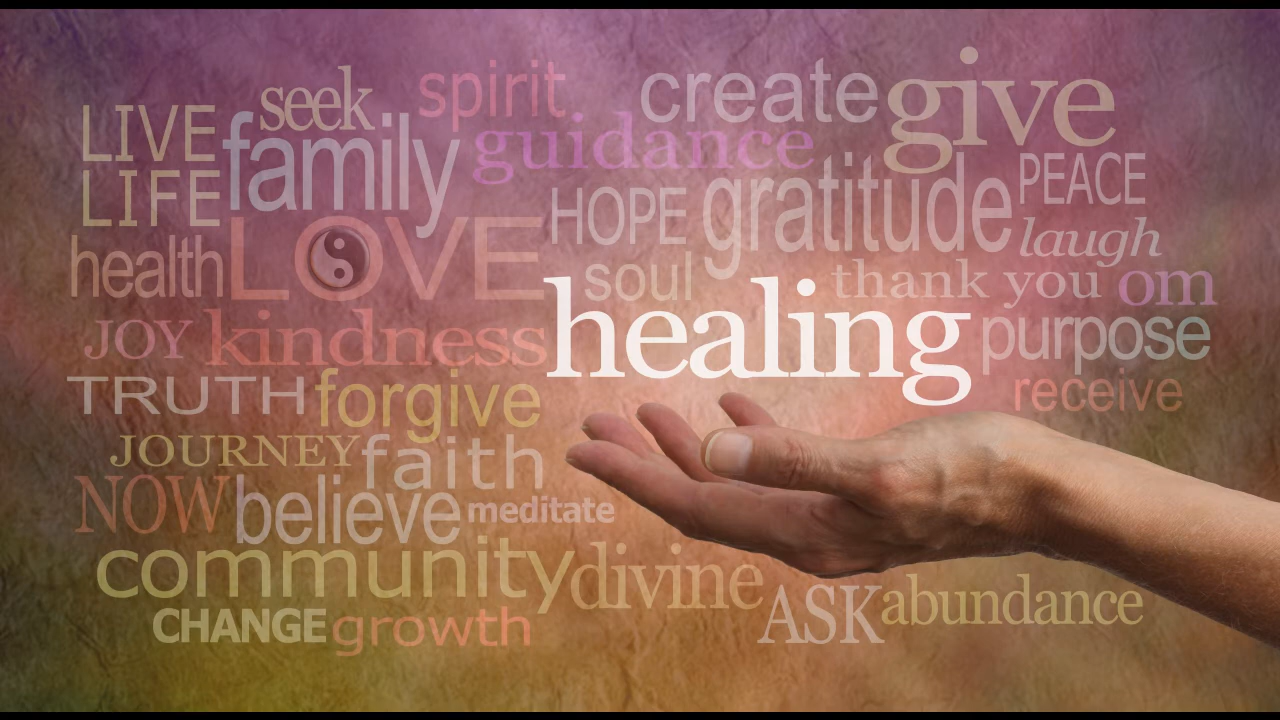 seek
spirit
create
give
LIVE
LIFE
family
guidance
HOPE
gratitude
PEACE
laugh
health
LOVE
soul
thank you
om
JOY
kindness
healing
purpose
receive
TRUTH
forgive
JOURNEY
faith
NOW
believe
meditate
community
divine
ASK
abundance
CHANGE
growth